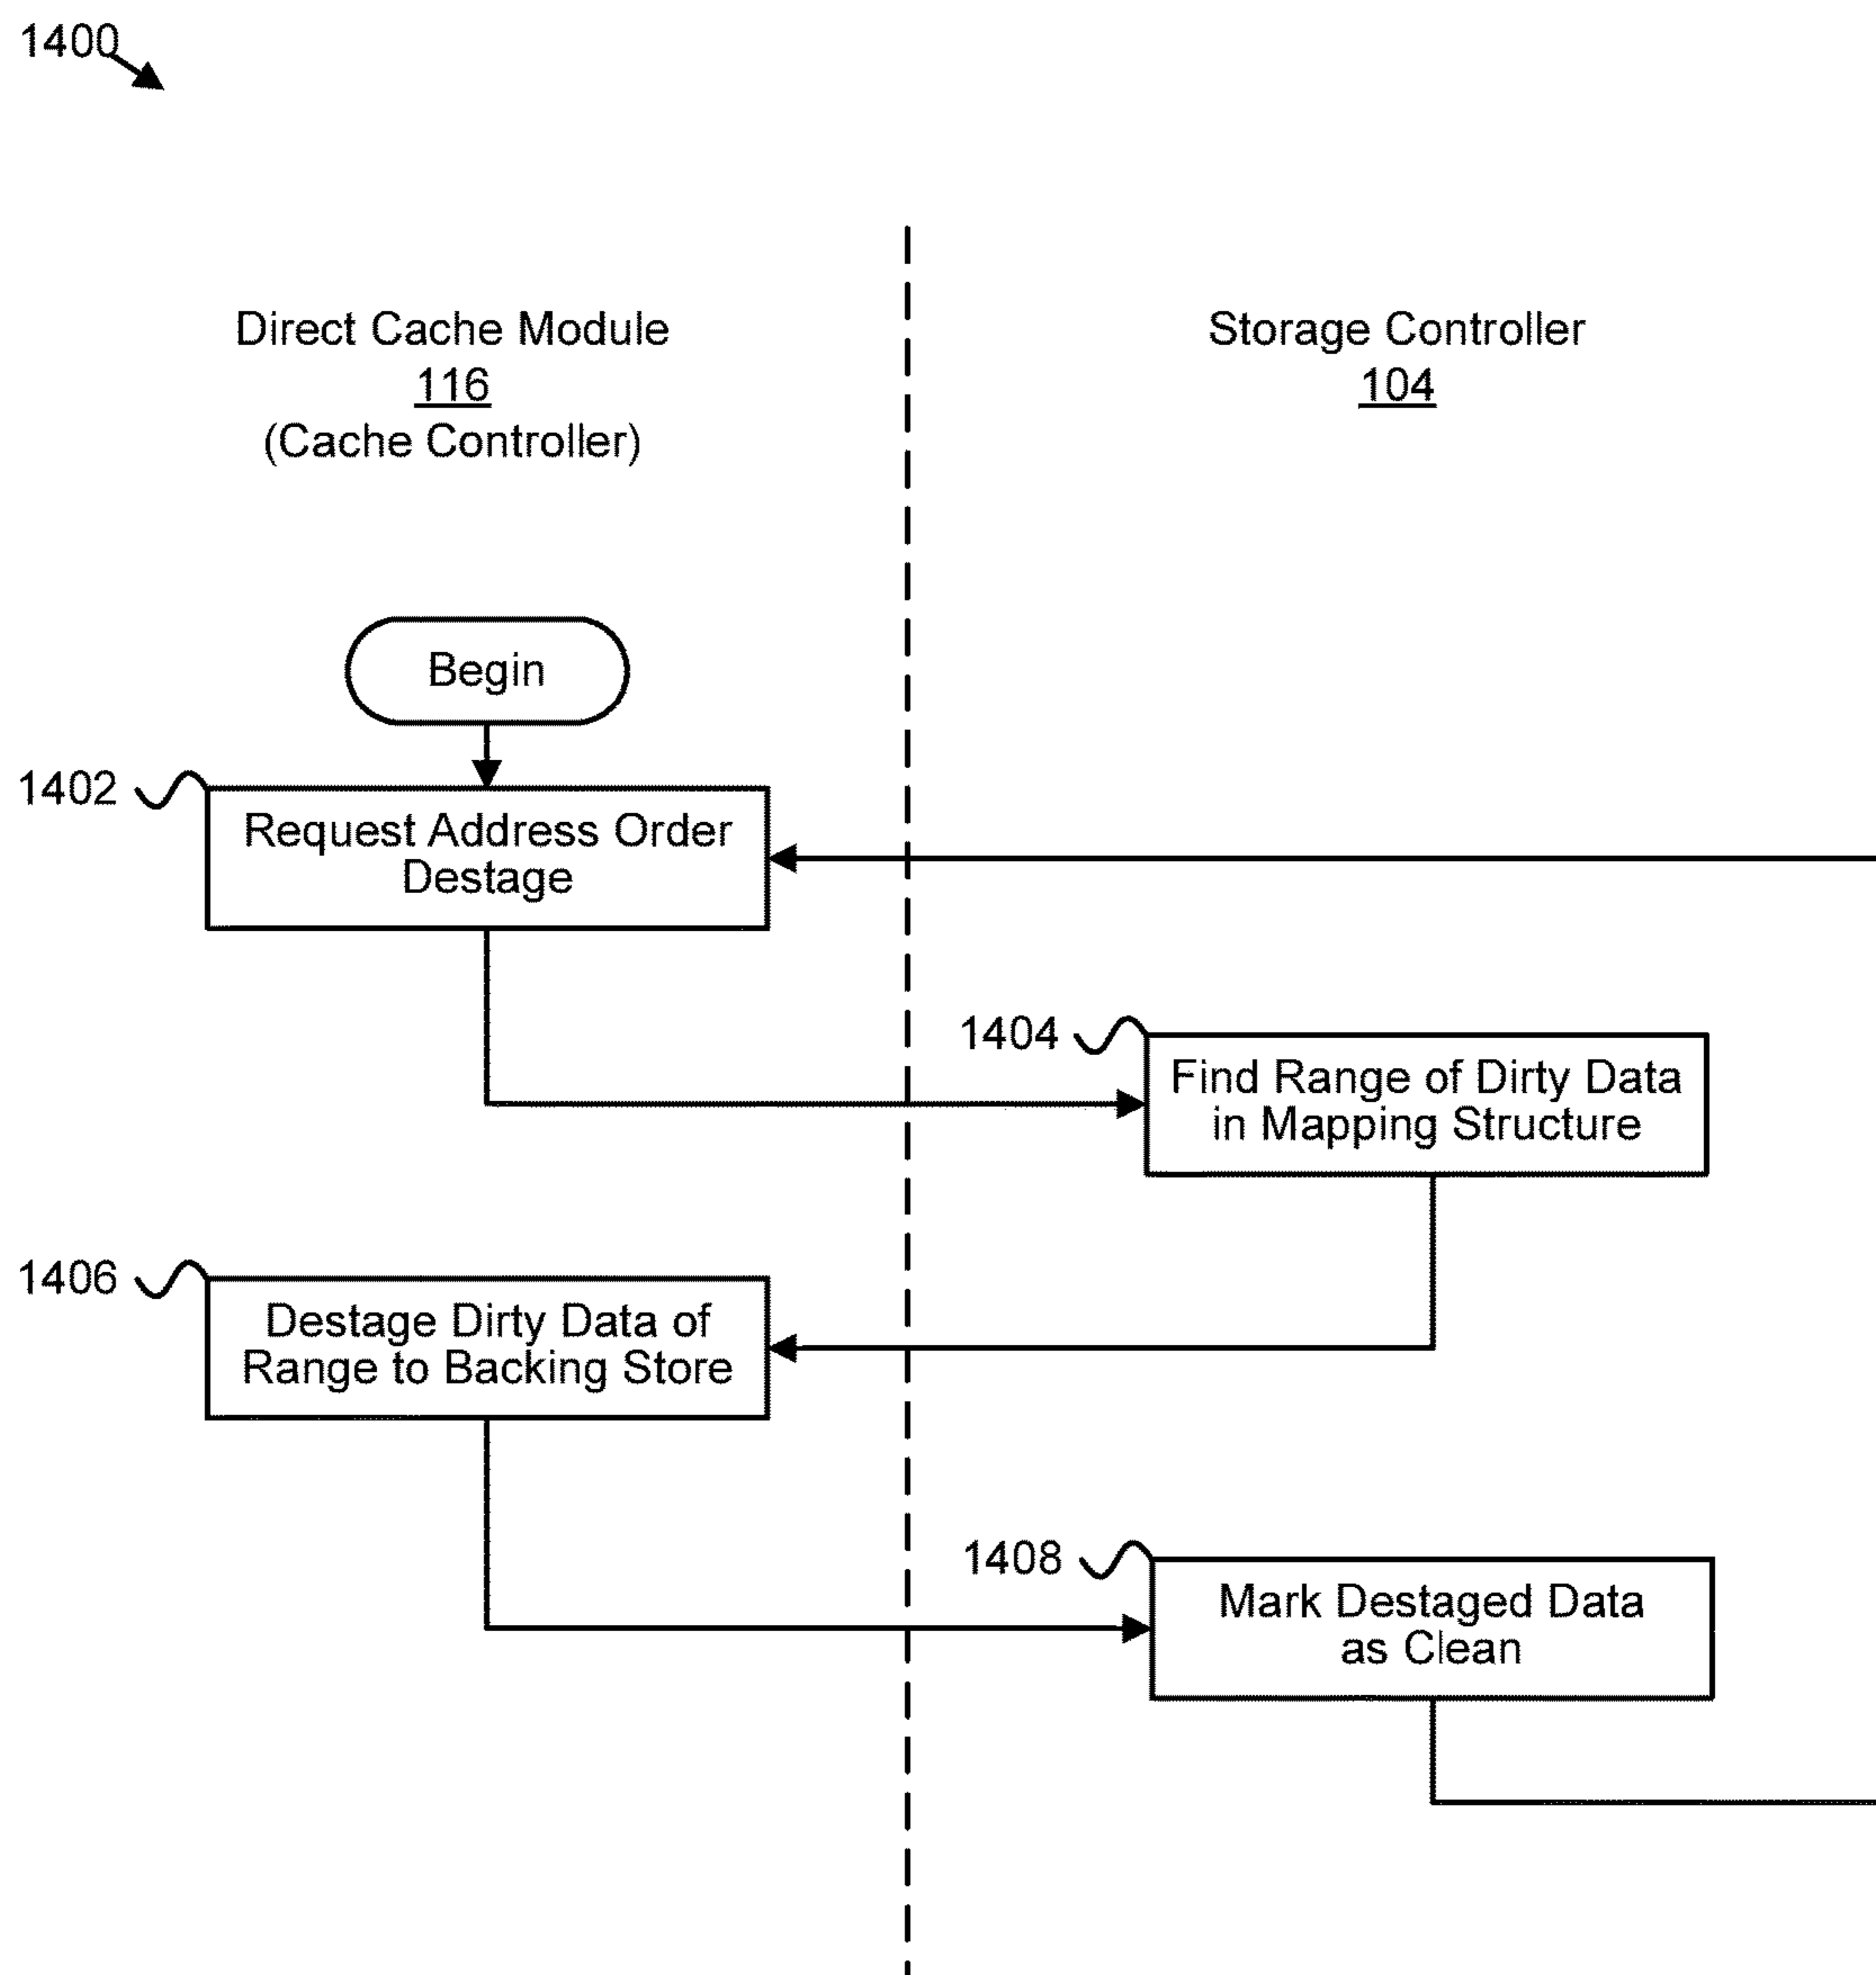 1400
Direct Cache Module
116
(Cache Controller)
Storage Controller
104
Begin
1402
Request Address Order
Destage
1404
Find Range of Dirty Data
in Mapping Structure
1406
Destage Dirty Data of
Range to Backing Store
1408
Mark Destaged Data
as Clean